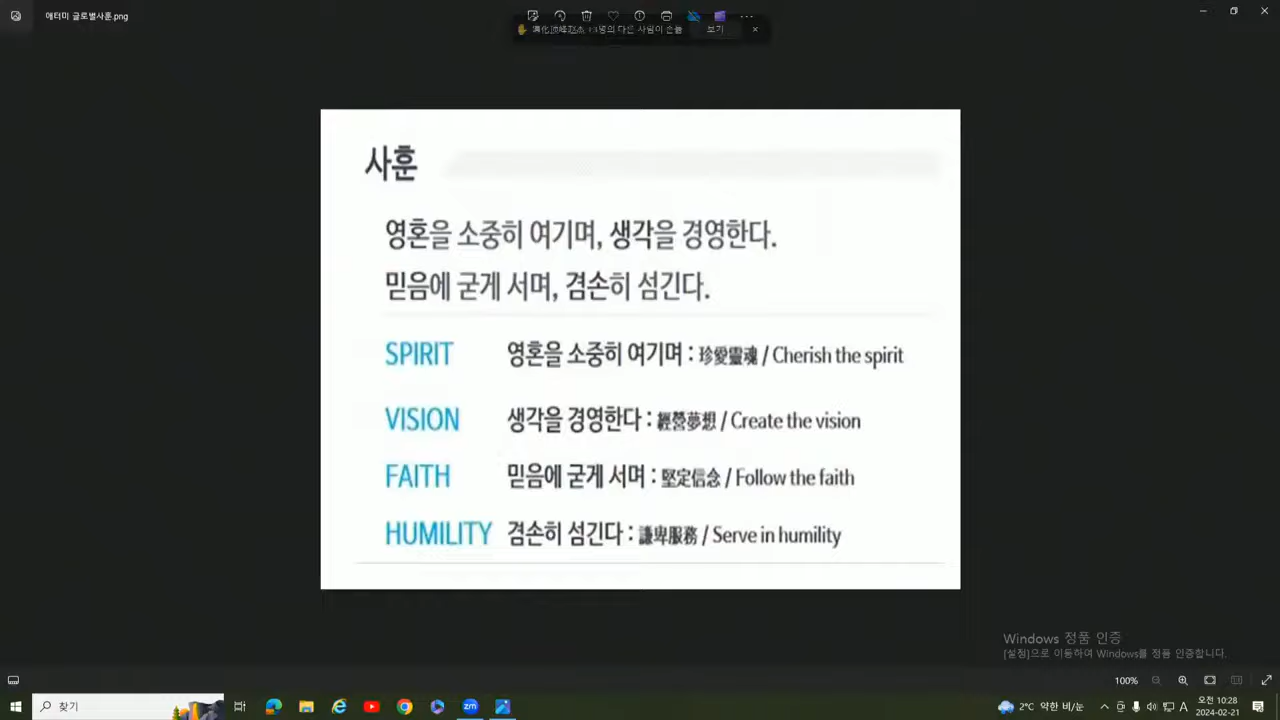 애터미 글로벌사훈.png
보기
사훈
영혼을 소중히 여기며, 생각을 경영한다.
믿음에 굳게 서며, 겸손히 섬긴다.
SPIRIT 영혼을 소중히 여기며 : 珍愛靈魂 / Cherish the spirit
VISION 생각을 경영한다 : 經營夢想 / Create the vision
FAITH 믿음에 굳게 서며 : 堅定信念 / Follow the faith
HUMILITY 겸손히 섬긴다 : 謙卑服務 / Serve in humility
Windows 정품 인증
[설정]으로 이동하여 Windows를 정품 인증합니다.
100%
찾기
zm
2°C 약한 비/눈
A
오전 10:28
2024-02-21